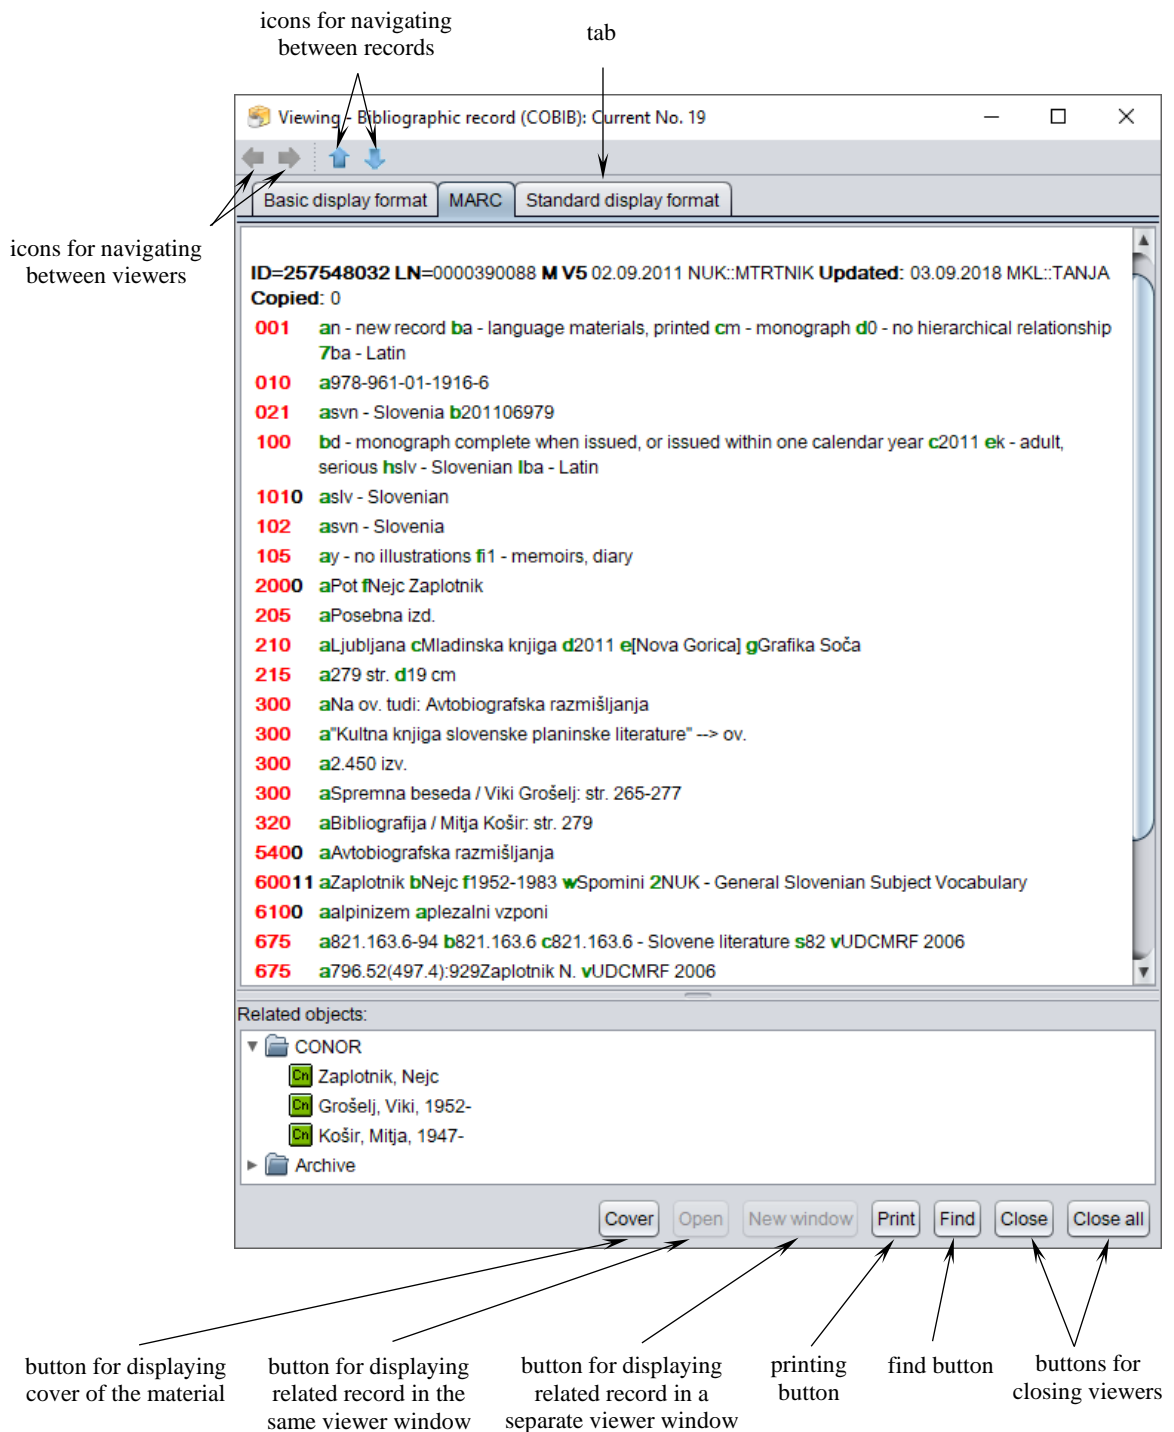 icons for navigating
between records
tab
Viewing - Bibliographic record (COBIB): Current No. 19
Basic display format MARC Standard display format
icons for navigating
between viewers
ID=257548032 LN=0000390088 M V5 02.09.2011 NUK::MTRTNIK Updated: 03.09.2018 MKL::TANJA
Copied: 0
001 an - new record ba - language materials, printed cm - monograph d0 - no hierarchical relationship
7ba - Latin
010 a978-961-01-1916-6
021 asvn - Slovenia b201106979
100 bd - monograph complete when issued, or issued within one calendar year c2011 ek - adult,
serious hslv - Slovenian lba - Latin
1010 aslv - Slovenian
102 asvn - Slovenia
105 ay - no illustrations fi1 - memoirs, diary
2000 aPot fNejc Zaplotnik
205 aPosebna izd.
210 aLjubljana cMladinska knjiga d2011 e[Nova Gorica] gGrafika Soča
215 a279 str. d19 cm
300 aNa ov. tudi: Avtobiografska razmišljanja
300 a"Kultna knjiga slovenske planinske literature" --> ov.
300 a2.450 izv.
300 aSpremna beseda / Viki Grošelj: str. 265-277
320 aBibliografija / Mitja Košir: str. 279
5400 aAvtobiografska razmišljanja
60011 aZaplotnik bNejc f1952-1983 wSpomini 2NUK - General Slovenian Subject Vocabulary
6100 aalpinizem aplezalni vzponi
675 a821.163.6-94 b821.163.6 c821.163.6 - Slovene literature s82 vUDCMRF 2006
675 a796.52(497.4):929Zaplotnik N. vUDCMRF 2006
Related objects:
CONOR
Cn Zaplotnik, Nejc
Cn Grošelj, Viki, 1952-
Cn Košir, Mitja, 1947-
Archive
Cover Open New window Print Find Close Close all
button for displaying
cover of the material
button for displaying
related record in the
same viewer window
button for displaying
related record in a
separate viewer window
printing
button
find button
buttons for
closing viewers